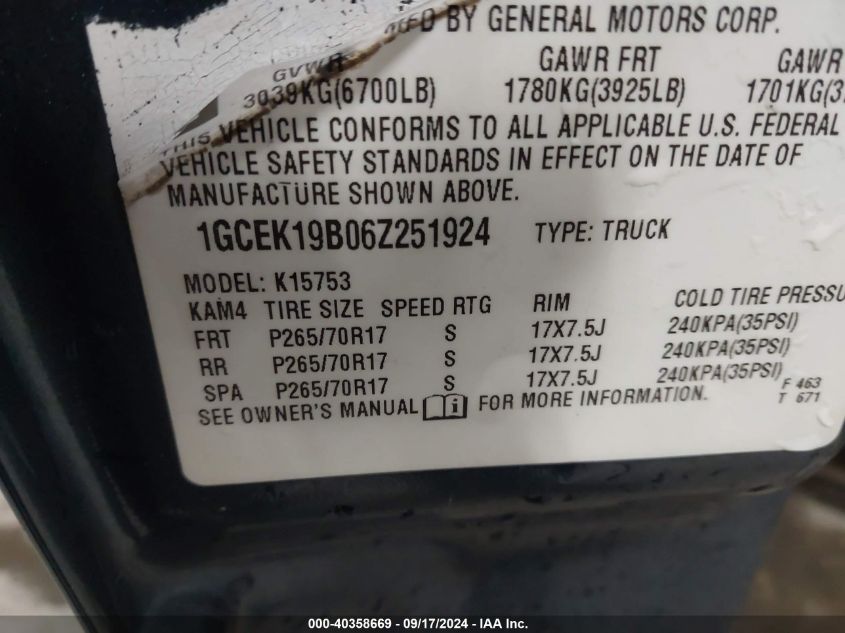 MFD BY GENERAL MOTORS CORP.
GVWR GAWR FRT GAWR
3039KG(6700LB) 1780KG(3925LB) 1701KG(3
THIS VEHICLE CONFORMS TO ALL APPLICABLE U.S. FEDERAL
VEHICLE SAFETY STANDARDS IN EFFECT ON THE DATE OF
MANUFACTURE SHOWN ABOVE.
1GCEK19B06Z251924 TYPE: TRUCK
MODEL: K15753
KAM4 TIRE SIZE SPEED RTG RIM COLD TIRE PRESSU
FRT P265/70R17 S 17X7.5J 240KPA(35PSI)
RR P265/70R17 S 17X7.5J 240KPA(35PSI)
SPA P265/70R17 S 17X7.5J 240KPA(35PSI)
F 463
SEE OWNER'S MANUAL i FOR MORE INFORMATION.
T 671
000-40358669 - 09/17/2024 - IAA Inc.